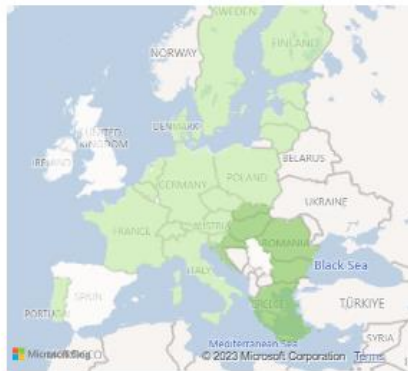 SWEDEN
FINLAND
NORWAY
UNITED
KINGDOM
DENMARK
IRELAND
BELARUS
POLAND
GERMANY
UKRAINE
FRANCE
AUSTRIA
ROMANIA
ITALY
Black Sea
PORTUGAL
SPAIN
GREECE
TÜRKIYE
Mediterranean Sea
SYRIA
Microsoft Bing
© 2023 Microsoft Corporation Terms